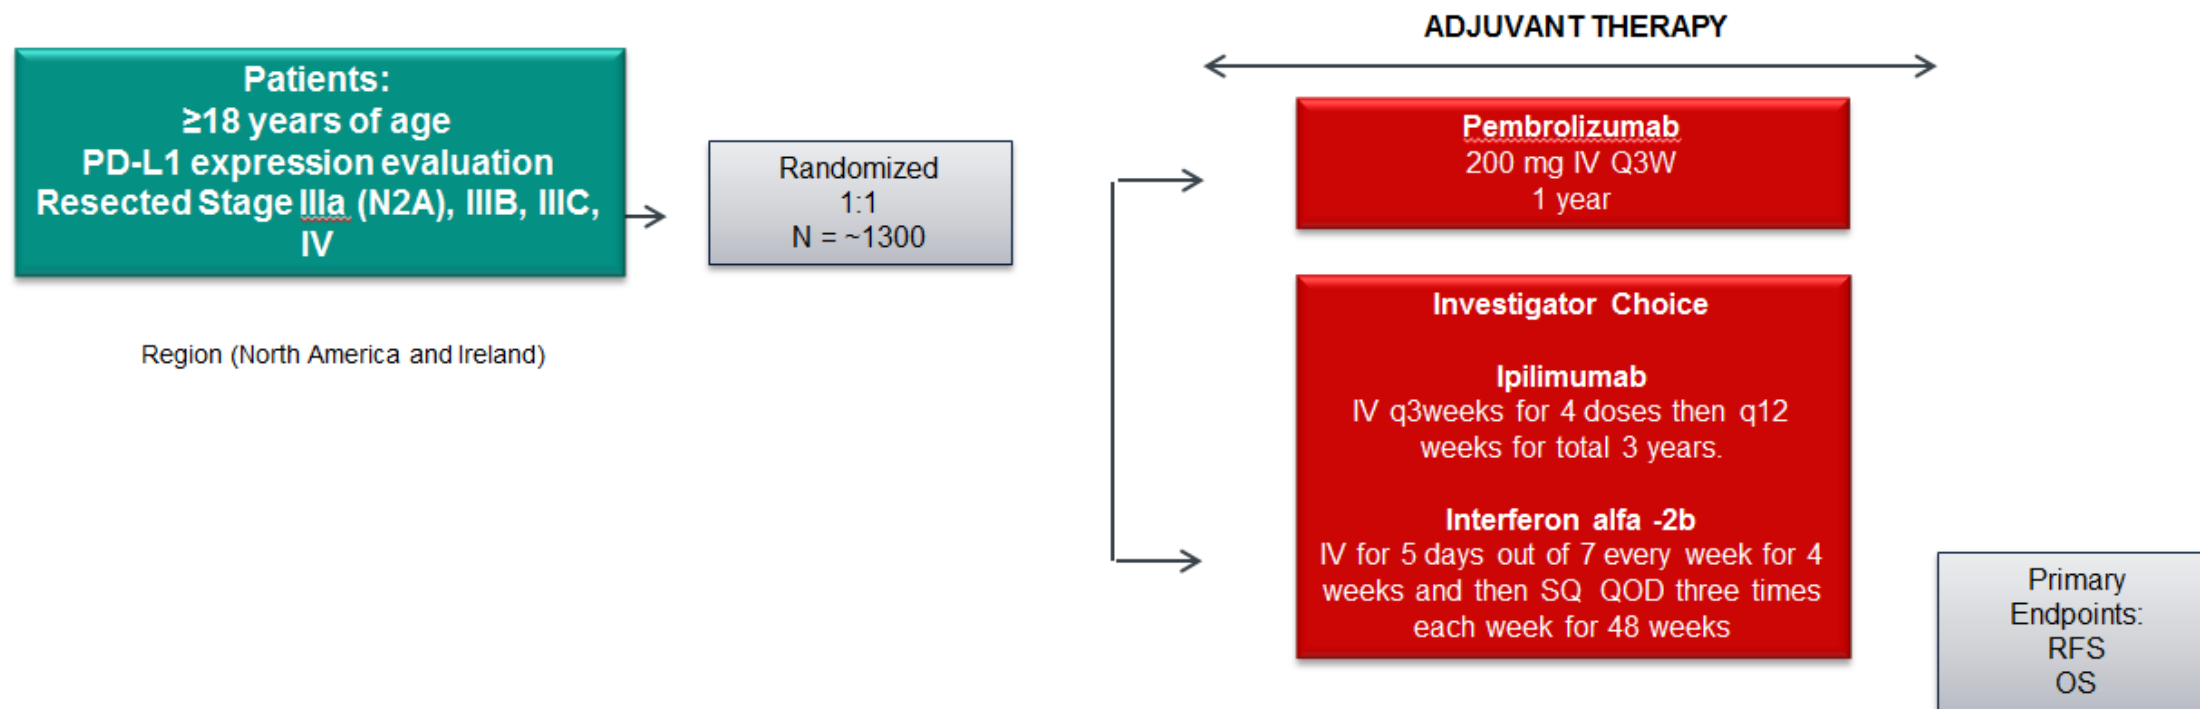 Patients:
≥18 years of age
PD-L1 expression evaluation
Resected Stage IIIa (N2A), IIIB, IIIC,
IV
Region (North America and Ireland)
Randomized
1:1
N = ~1300
ADJUVANT THERAPY
Pembrolizumab
200 mg IV Q3W
1 year
Investigator Choice
Ipilimumab
IV q3weeks for 4 doses then q12
weeks for total 3 years.
Interferon alfa -2b
IV for 5 days out of 7 every week for 4
weeks and then SQ QOD three times
each week for 48 weeks
Primary
Endpoints:
RFS
OS